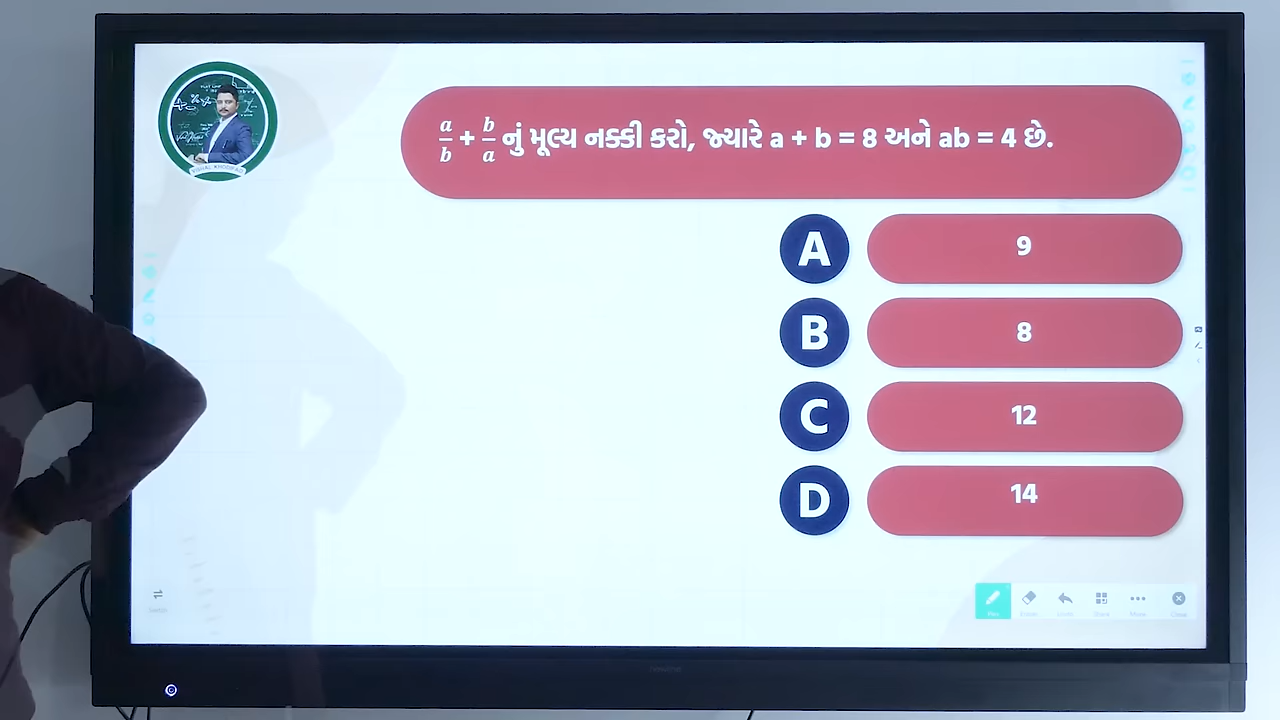 a/b + b/a નું મૂલ્ય નક્કી કરો, જ્યારે a + b = 8 અને ab = 4 છે.
A 9
B 8
C 12
D 14